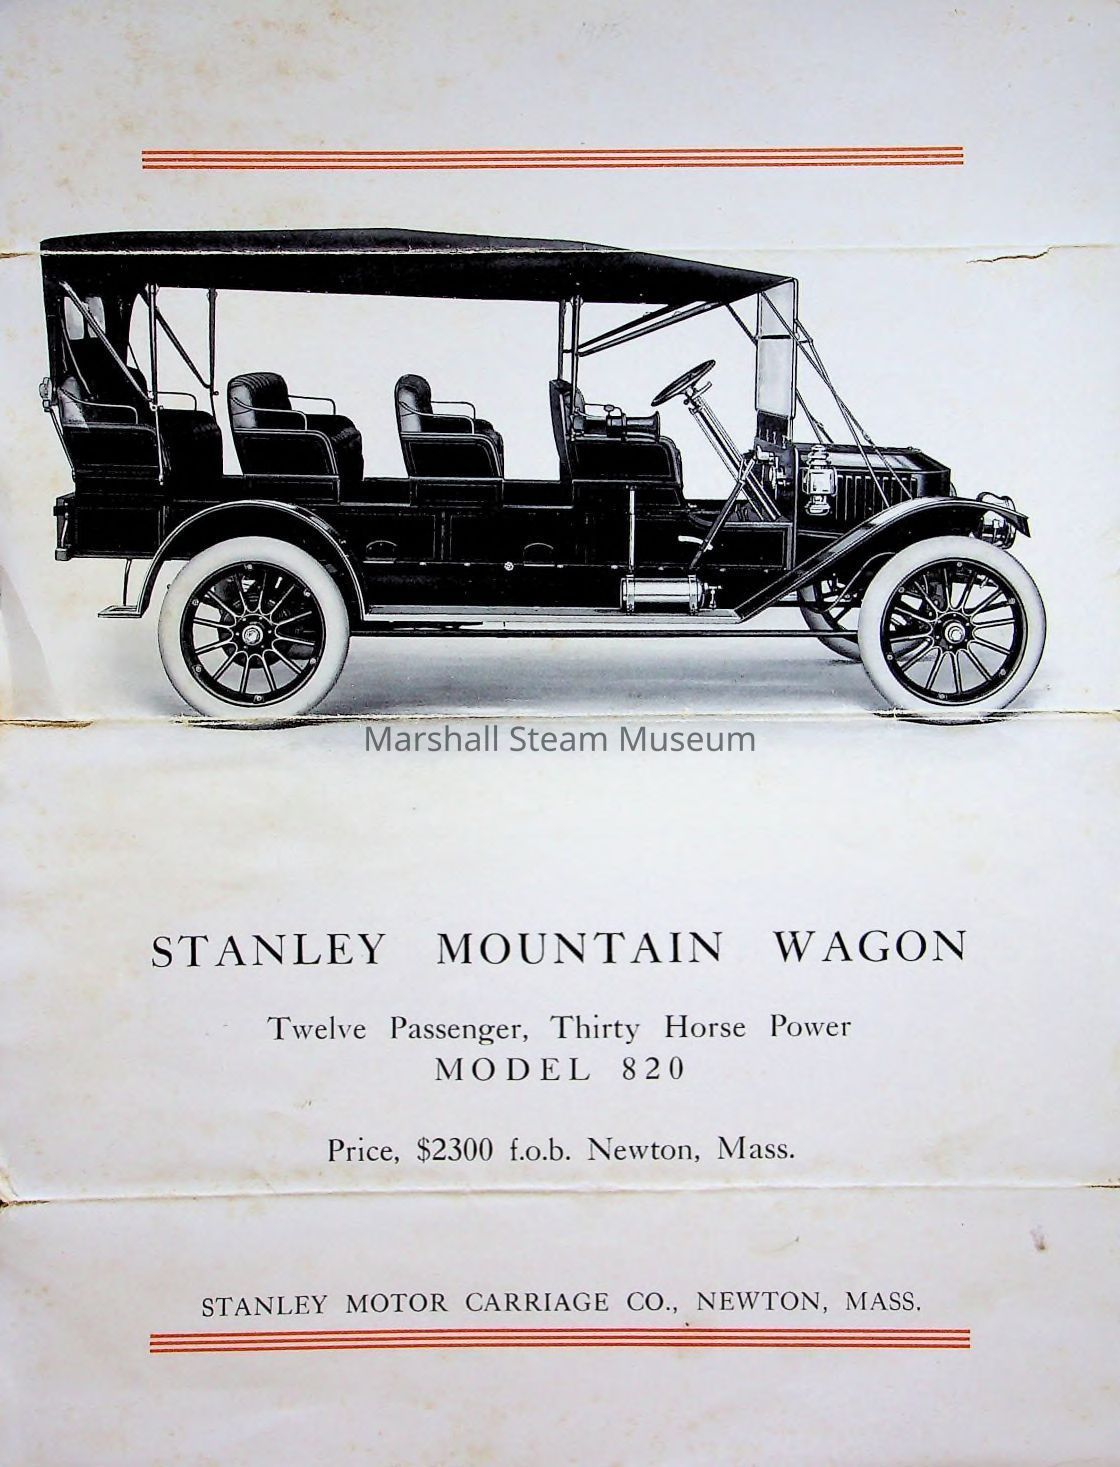 Marshall Steam Museum
STANLEY MOUNTAIN WAGON
Twelve Passenger, Thirty Horse Power
MODEL 820
Price, $2300 f.o.b. Newton, Mass.
STANLEY MOTOR CARRIAGE CO., NEWTON, MASS.